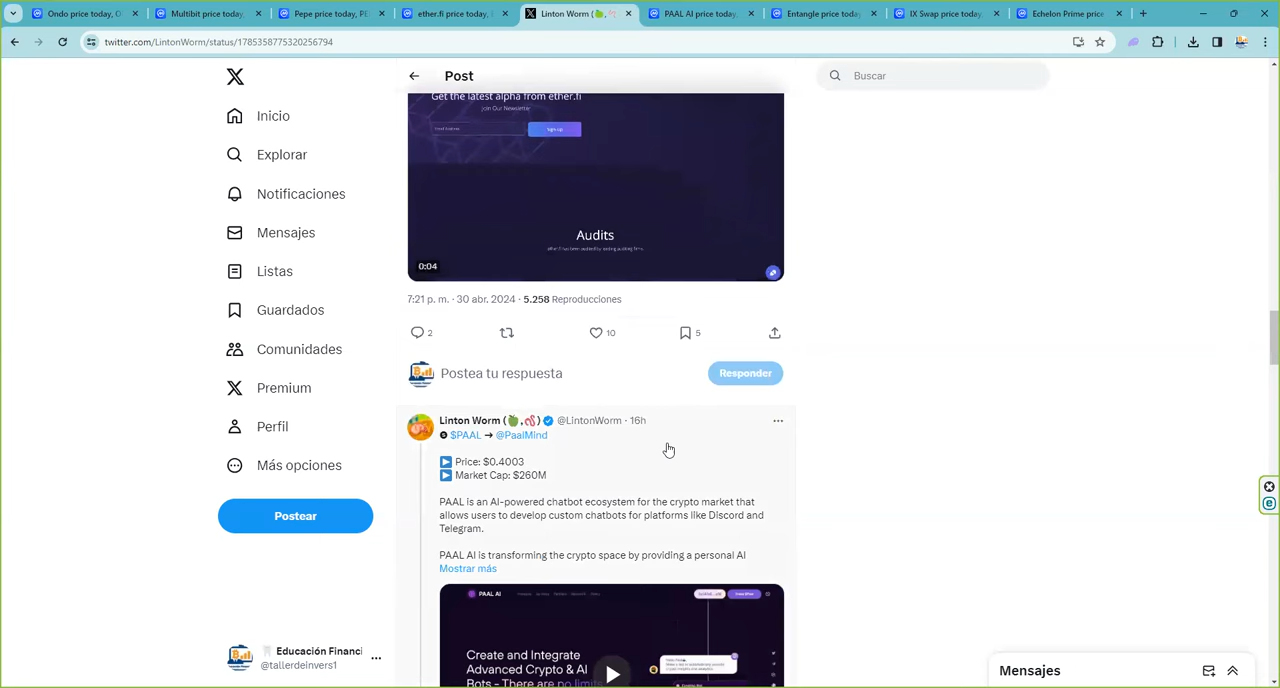 Ondo price today, O
Multibit price today,
Pepe price today, PE
ether.fi price today, 
Linton Worm (
PAAL AI price today,
Entangle price today
IX Swap price today,
Echelon Prime price
twitter.com/LintonWorm/status/1785358775320256794
Post
Buscar
Inicio
Explorar
Notificaciones
Mensajes
Listas
Guardados
Comunidades
Premium
Perfil
Más opciones
Postear
Educación Financi
@tallerdeinvers1
Get the latest alpha from ether.fi
Join Our Newsletter
Sign up
Audits
0:04
7:21 p. m. · 30 abr. 2024 · 5.258 Reproducciones
2
10
5
Postea tu respuesta
Responder
Linton Worm (🍏,🪱) @LintonWorm · 16h
$PAAL → @PaalMind
▶ Price: $0.4003
▶ Market Cap: $260M
PAAL is an AI-powered chatbot ecosystem for the crypto market that
allows users to develop custom chatbots for platforms like Discord and
Telegram.
PAAL AI is transforming the crypto space by providing a personal AI
Mostrar más
PAAL AI
Create and Integrate
Advanced Crypto & AI
Bots - There are no limits
Mensajes